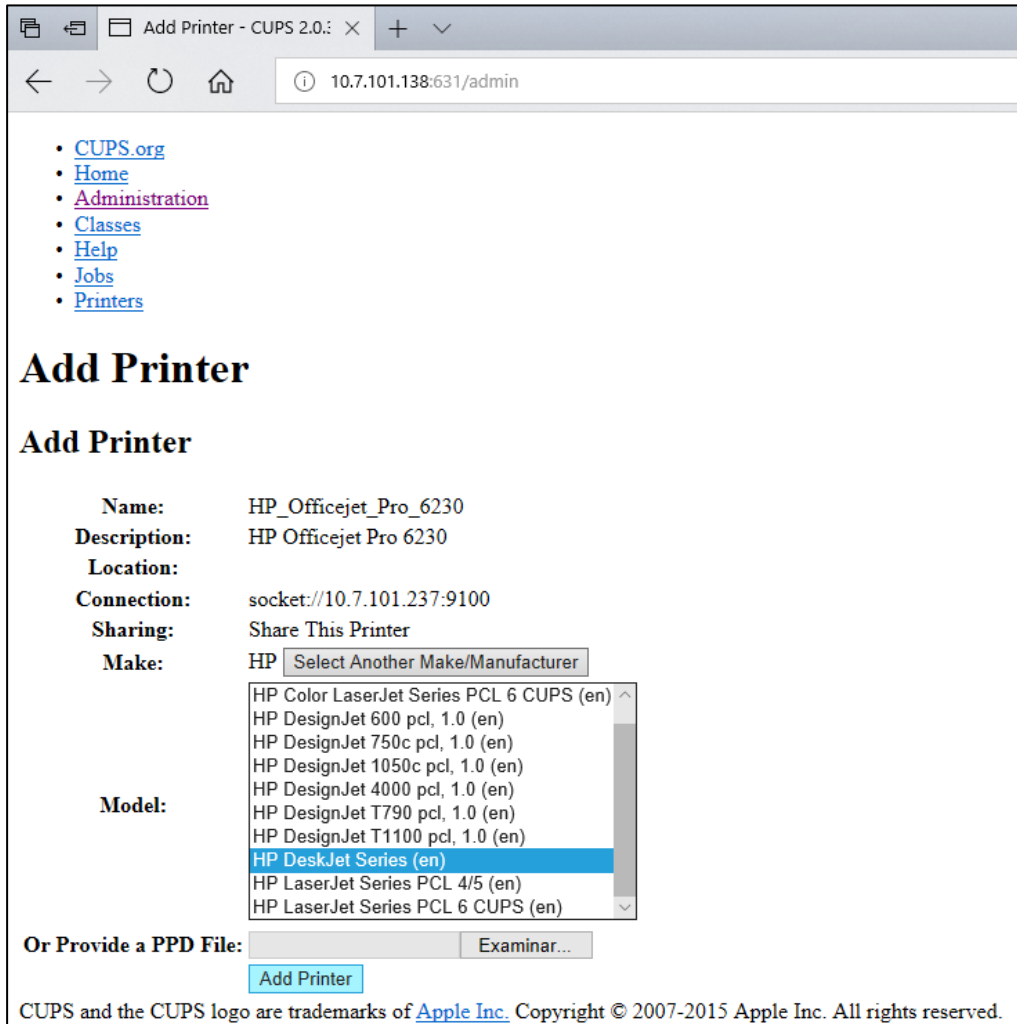 Add Printer - CUPS 2.0.3
10.7.101.138:631/admin
• CUPS.org
• Home
• Administration
• Classes
• Help
• Jobs
• Printers
Add Printer
Add Printer
Name: HP_Officejet_Pro_6230
Description: HP Officejet Pro 6230
Location:
Connection: socket://10.7.101.237:9100
Sharing: Share This Printer
Make: HP Select Another Make/Manufacturer
HP Color LaserJet Series PCL 6 CUPS (en)
HP DesignJet 600 pcl, 1.0 (en)
HP DesignJet 750c pcl, 1.0 (en)
HP DesignJet 1050c pcl, 1.0 (en)
HP DesignJet 4000 pcl, 1.0 (en)
Model:
HP DesignJet T790 pcl, 1.0 (en)
HP DesignJet T1100 pcl, 1.0 (en)
HP DeskJet Series (en)
HP LaserJet Series PCL 4/5 (en)
HP LaserJet Series PCL 6 CUPS (en)
Or Provide a PPD File: Examinar...
Add Printer
CUPS and the CUPS logo are trademarks of Apple Inc. Copyright © 2007-2015 Apple Inc. All rights reserved.